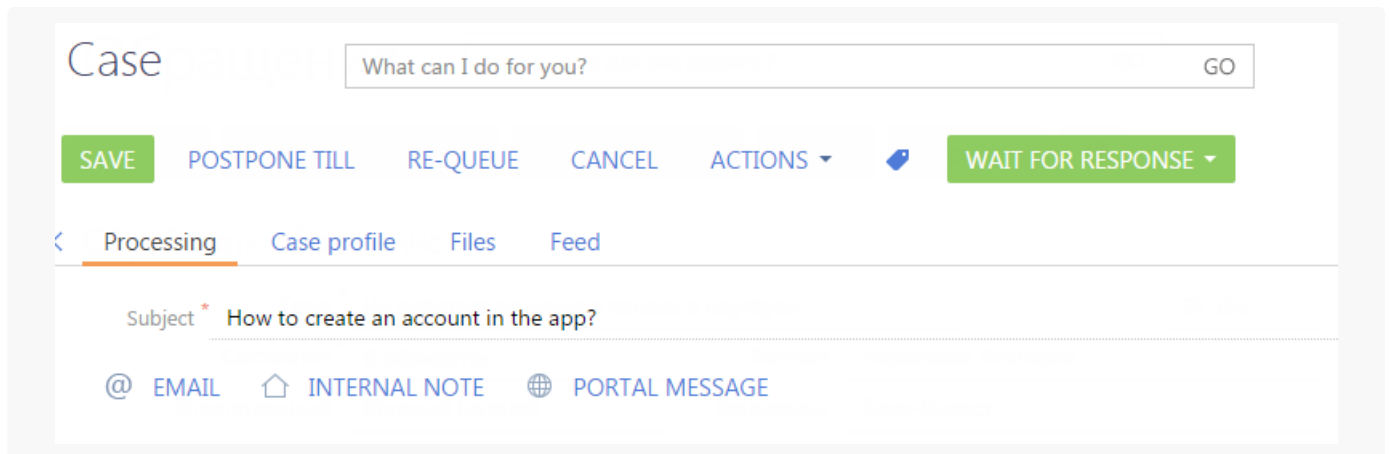 Case
What can I do for you? GO
SAVE POSTPONE TILL RE-QUEUE CANCEL ACTIONS WAIT FOR RESPONSE
Processing Case profile Files Feed
Subject * How to create an account in the app?
@ EMAIL INTERNAL NOTE PORTAL MESSAGE